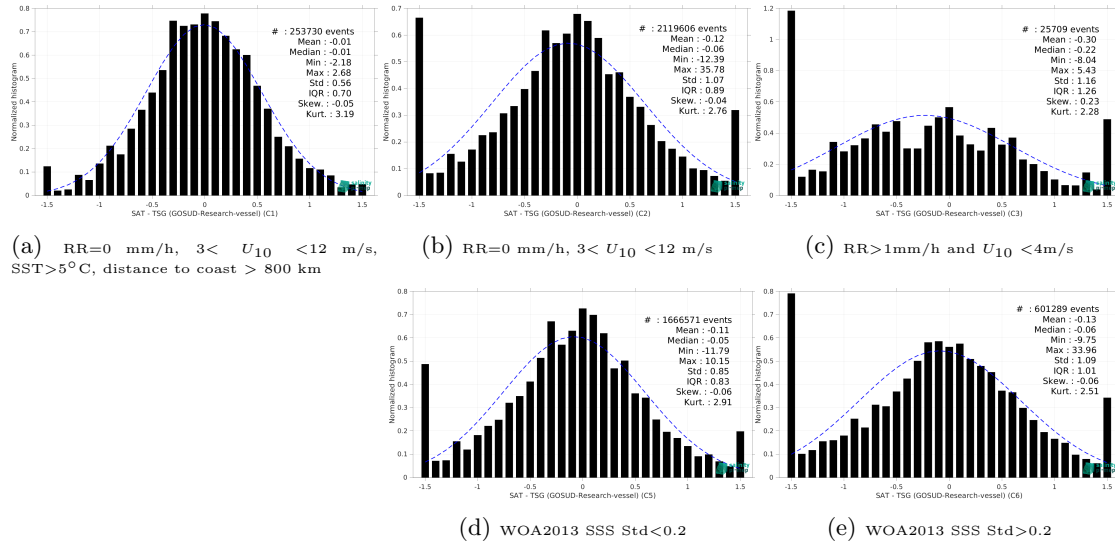 0.8
0.7
0.6
0.5
0.4
0.3
0.2
0.1
0
Normalized histogram
# : 253730 events
Mean : -0.01
Median : -0.01
Min : -2.18
Max : 2.68
Std : 0.56
IQR : 0.70
Skew. : -0.05
Kurt. : 3.19
-1.5 -1 -0.5 0 0.5 1 1.5
SAT - TSG (GOSUD-Research-vessel) (C1)
(a) RR=0 mm/h, 3< U10 <12 m/s,
SST>5°C, distance to coast > 800 km
0.7
0.6
0.5
0.4
0.3
0.2
0.1
0
Normalized histogram
# : 2119606 events
Mean : -0.12
Median : -0.06
Min : -12.39
Max : 35.78
Std : 1.07
IQR : 0.89
Skew. : -0.04
Kurt. : 2.76
-1.5 -1 -0.5 0 0.5 1 1.5
SAT - TSG (GOSUD-Research-vessel) (C2)
(b) RR=0 mm/h, 3< U10 <12 m/s
1.2
1
0.8
0.6
0.4
0.2
0
Normalized histogram
# : 25709 events
Mean : -0.30
Median : -0.22
Min : -8.04
Max : 5.43
Std : 1.16
IQR : 1.26
Skew. : 0.23
Kurt. : 2.28
-1.5 -1 -0.5 0 0.5 1 1.5
SAT - TSG (GOSUD-Research-vessel) (C3)
(c) RR>1mm/h and U10 <4m/s
0.8
0.7
0.6
0.5
0.4
0.3
0.2
0.1
0
Normalized histogram
# : 1666571 events
Mean : -0.11
Median : -0.05
Min : -11.79
Max : 10.15
Std : 0.85
IQR : 0.83
Skew. : -0.06
Kurt. : 2.91
-1.5 -1 -0.5 0 0.5 1 1.5
SAT - TSG (GOSUD-Research-vessel) (C5)
(d) WOA2013 SSS Std<0.2
0.8
0.7
0.6
0.5
0.4
0.3
0.2
0.1
0
Normalized histogram
# : 601289 events
Mean : -0.13
Median : -0.06
Min : -9.75
Max : 33.96
Std : 1.09
IQR : 1.01
Skew. : -0.06
Kurt. : 2.51
-1.5 -1 -0.5 0 0.5 1 1.5
SAT - TSG (GOSUD-Research-vessel) (C6)
(e) WOA2013 SSS Std>0.2